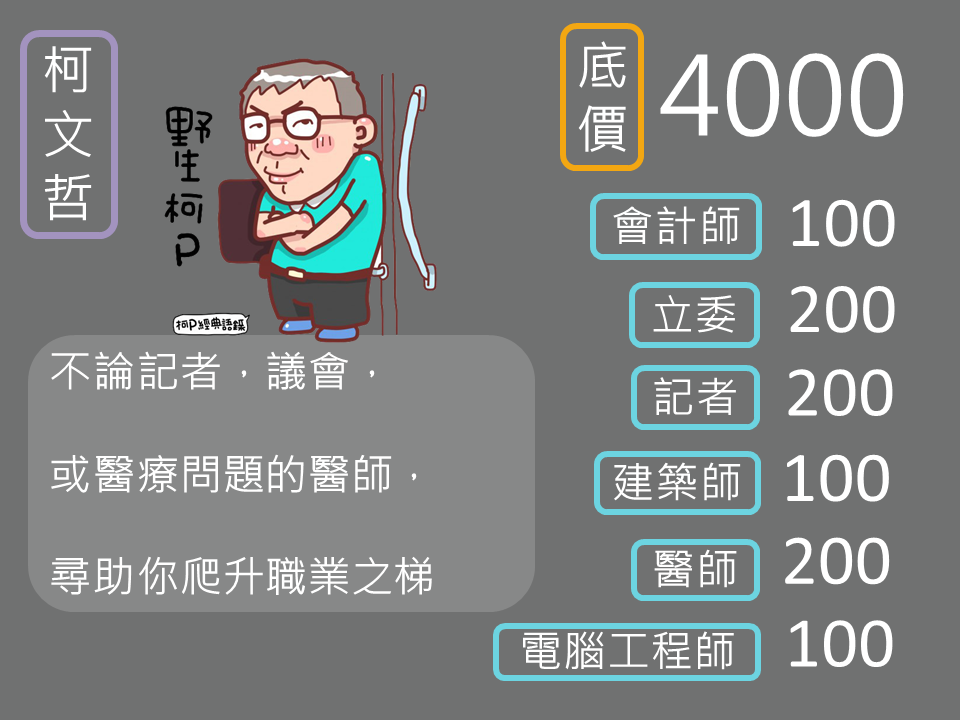 柯文哲
野生柯P
柯P經典語錄
底價 4000
會計師 100
立委 200
記者 200
建築師 100
醫師 200
電腦工程師 100
不論記者，議會，
或醫療問題的醫師，
尋助你爬升職業之梯